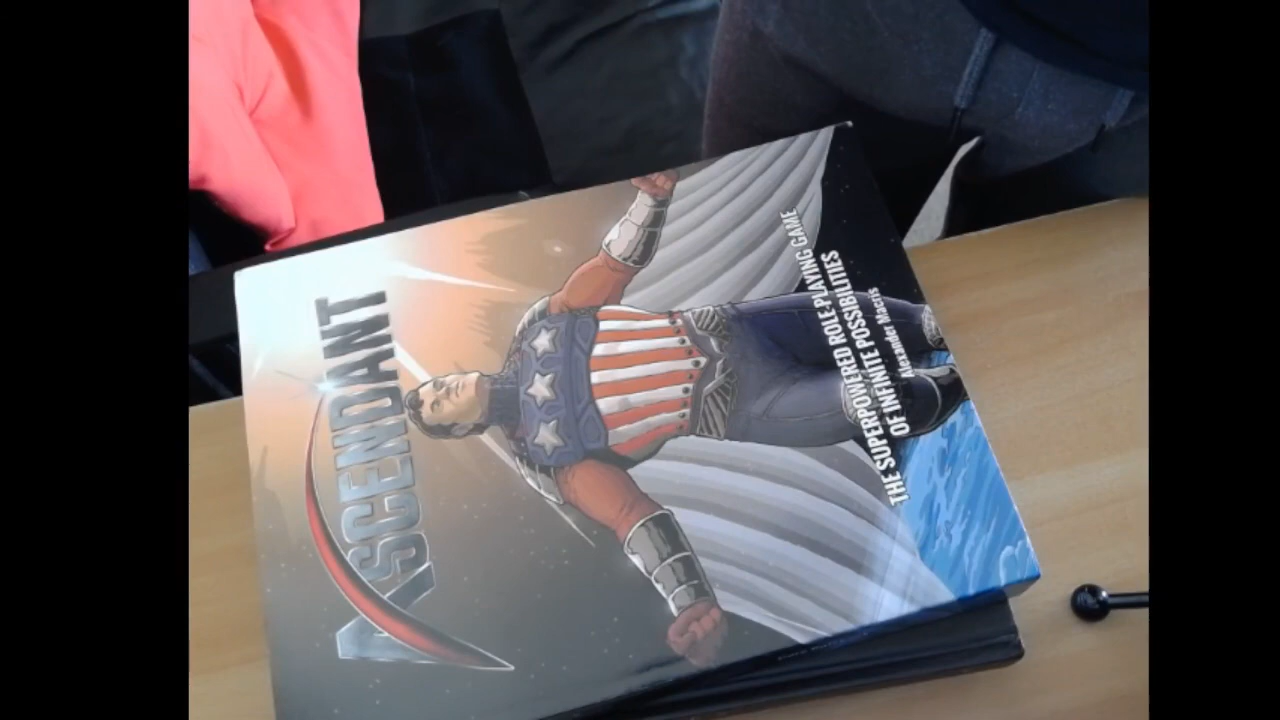 ASCENDANT
THE SUPERPOWERED ROLE-PLAYING GAME
OF INFINITE POSSIBILITIES
Alexander Macris